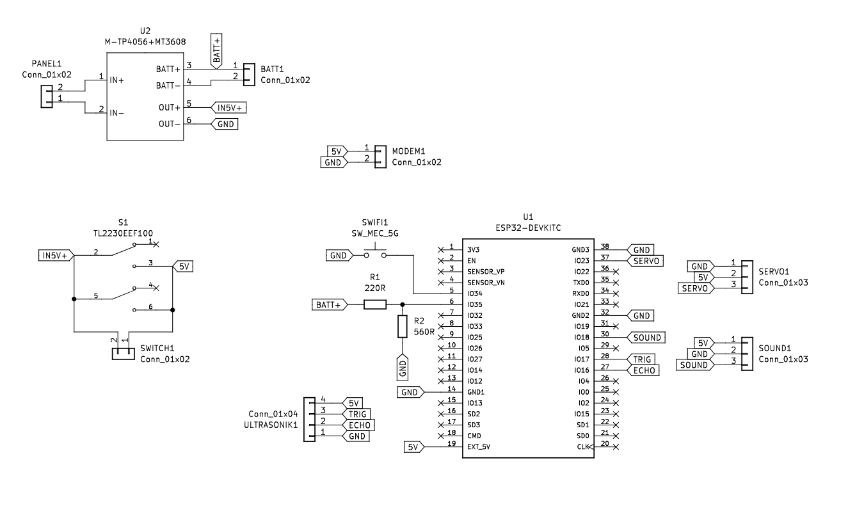 U2
M-TP4056+MT3608
BATT+
PANEL1
Conn_01x02
2
1
1 IN+
2 IN-
BATT+ 3
BATT- 4
OUT+ 5 IN5V+
OUT- 6 GND
1 BATT1
2 Conn_01x02
5V 1 MODEM1
GND 2 Conn_01x02
S1
TL2230EEF100
IN5V+ 2 1
3 5V
5 4
6
2 1
SWITCH1
Conn_01x02
SWIFI1
SW_MEC_5G
GND
R1
220R
BATT+
R2
560R
GND
U1
ESP32-DEVKITC
1 3V3 GND3 38 GND
2 EN IO23 37 SERVO
3 SENSOR_VP IO22 36
4 SENSOR_VN TXD0 35
5 IO34 RXD0 34
6 IO35 IO21 33
7 IO32 GND2 32 GND
8 IO33 IO19 31
9 IO25 IO18 30 SOUND
10 IO26 IO5 29
11 IO27 IO17 28 TRIG
12 IO14 IO16 27 ECHO
13 IO12 IO4 26
GND 14 GND1 IO0 25
15 IO13 IO2 24
16 SD2 IO15 23
17 SD3 SD1 22
18 CMD SD0 21
5V 19 EXT_5V CLK 20
Conn_01x04
ULTRASONIK1
4 5V
3 TRIG
2 ECHO
1 GND
GND 1
5V 2
SERVO 3
SERVO1
Conn_01x03
5V 1
GND 2
SOUND 3
SOUND1
Conn_01x03